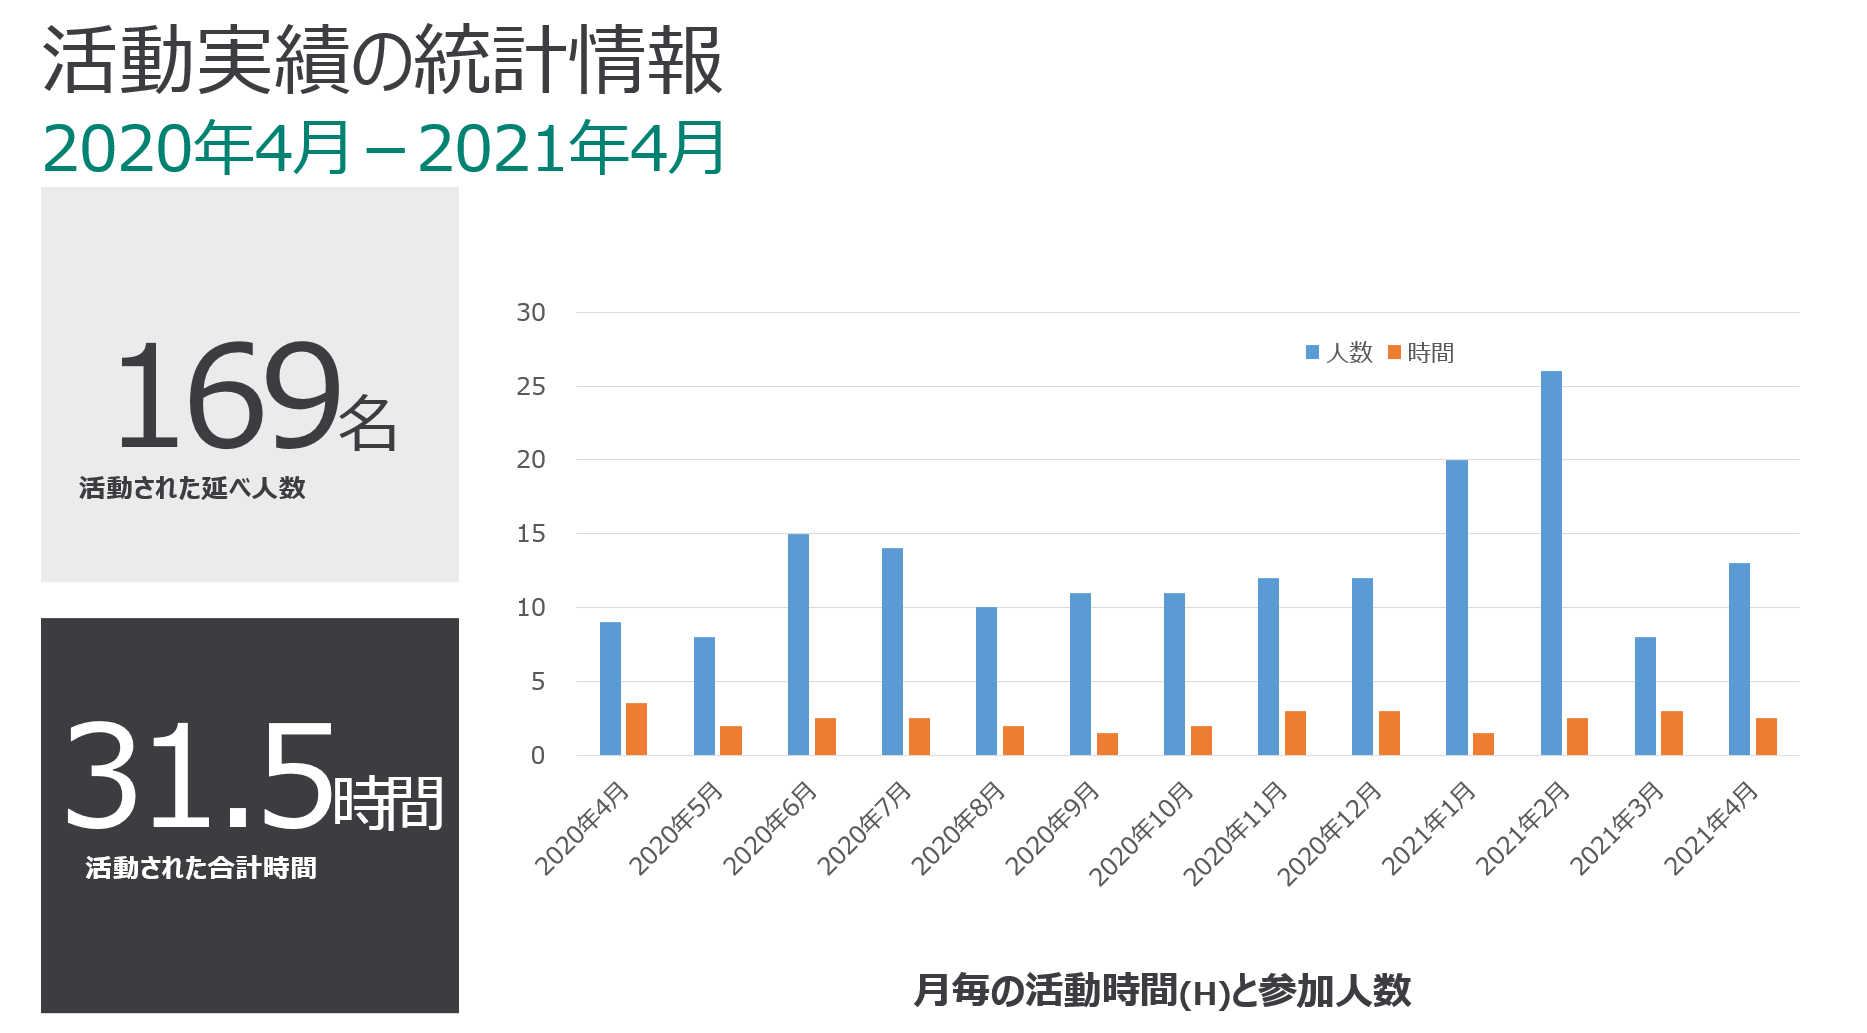 活動実績の統計情報
2020年4月－2021年4月
169名
活動された延べ人数
31.5時間
活動された合計時間
30
25
20
15
10
5
0
人数 時間
2020年4月
2020年5月
2020年6月
2020年7月
2020年8月
2020年9月
2020年10月
2020年11月
2020年12月
2021年1月
2021年2月
2021年3月
2021年4月
月毎の活動時間(H)と参加人数